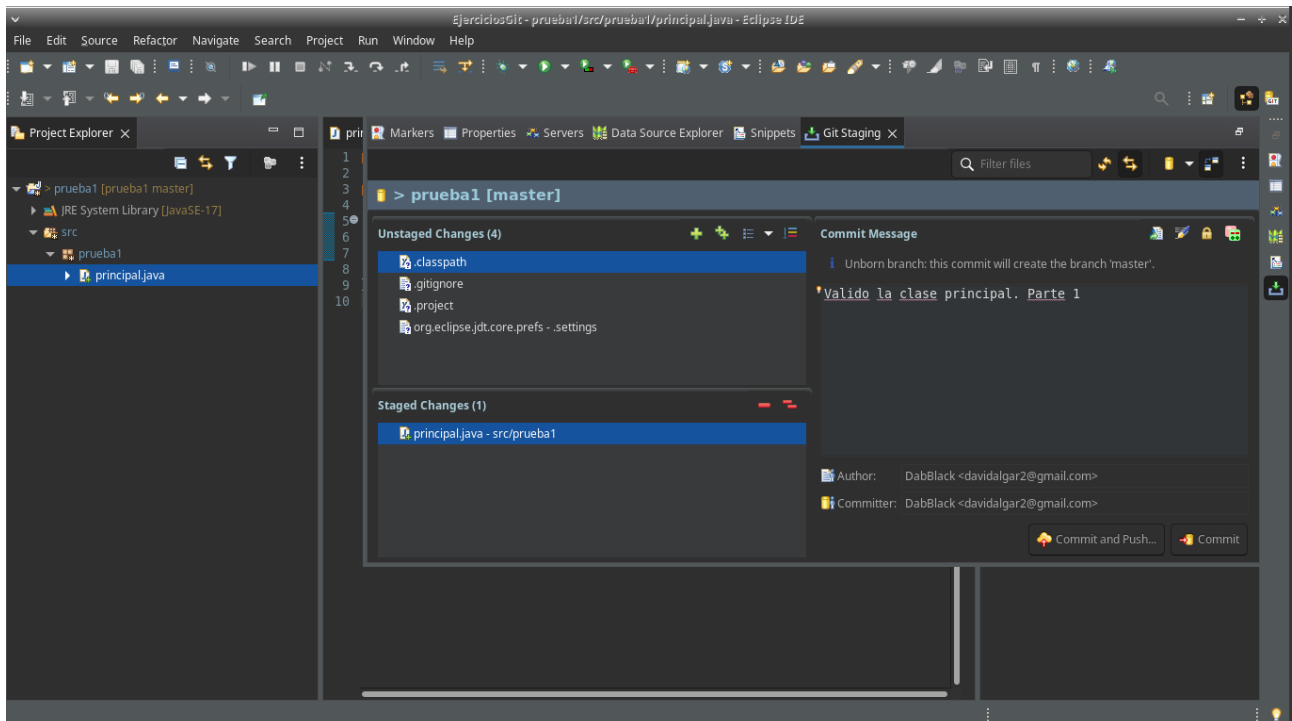 EjerciciosGit - prueba1/src/prueba1/principal.java - Eclipse IDE
File Edit Source Refactor Navigate Search Project Run Window Help
Project Explorer
prin
Markers Properties Servers Data Source Explorer Snippets Git Staging
Filter files
> prueba1 [prueba1 master]
JRE System Library [JavaSE-17]
src
prueba1
principal.java
1
2
3
4
5
6
7
8
9
10
> prueba1 [master]
Unstaged Changes (4)
.classpath
.gitignore
.project
org.eclipse.jdt.core.prefs - .settings
Staged Changes (1)
principal.java - src/prueba1
Commit Message
Unborn branch: this commit will create the branch 'master'.
Valido la clase principal. Parte 1
Author: DabBlack <davidalgar2@gmail.com>
Committer: DabBlack <davidalgar2@gmail.com>
Commit and Push... Commit